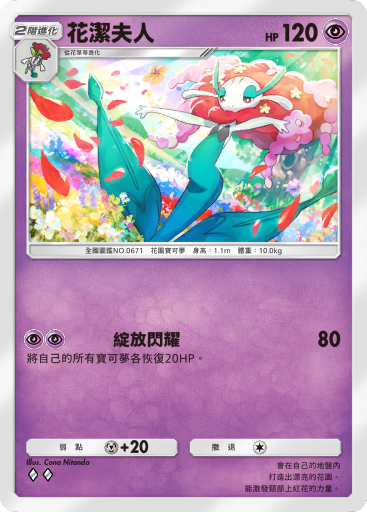 2階進化
花潔夫人
HP 120
從花葉蒂進化
全國圖鑑NO.0671 花園寶可夢 身高：1.1m 體重：10.0kg
綻放閃耀 80
將自己的所有寶可夢各恢復20HP。
弱點 +20 撤退
Illus. Cona Nitanda
會在自己的地盤內
打造出漂亮的花園。
能激發頸部上紅花的力量。